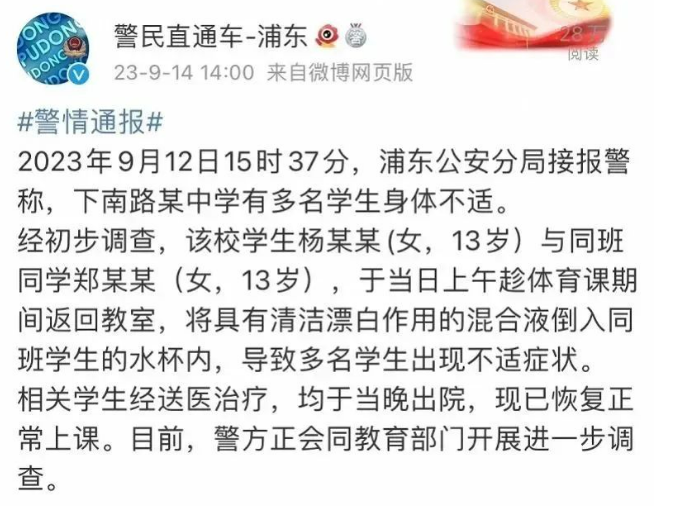 警民直通车-浦东
28万
阅读
23-9-14 14:00 来自微博网页版
#警情通报#
2023年9月12日15时37分，浦东公安分局接报警
称，下南路某中学有多名学生身体不适。
经初步调查，该校学生杨某某(女，13岁）与同班
同学郑某某（女，13岁），于当日上午趁体育课期
间返回教室，将具有清洁漂白作用的混合液倒入同
班学生的水杯内，导致多名学生出现不适症状。
相关学生经送医治疗，均于当晚出院，现已恢复正
常上课。目前，警方正会同教育部门开展进一步调
查。